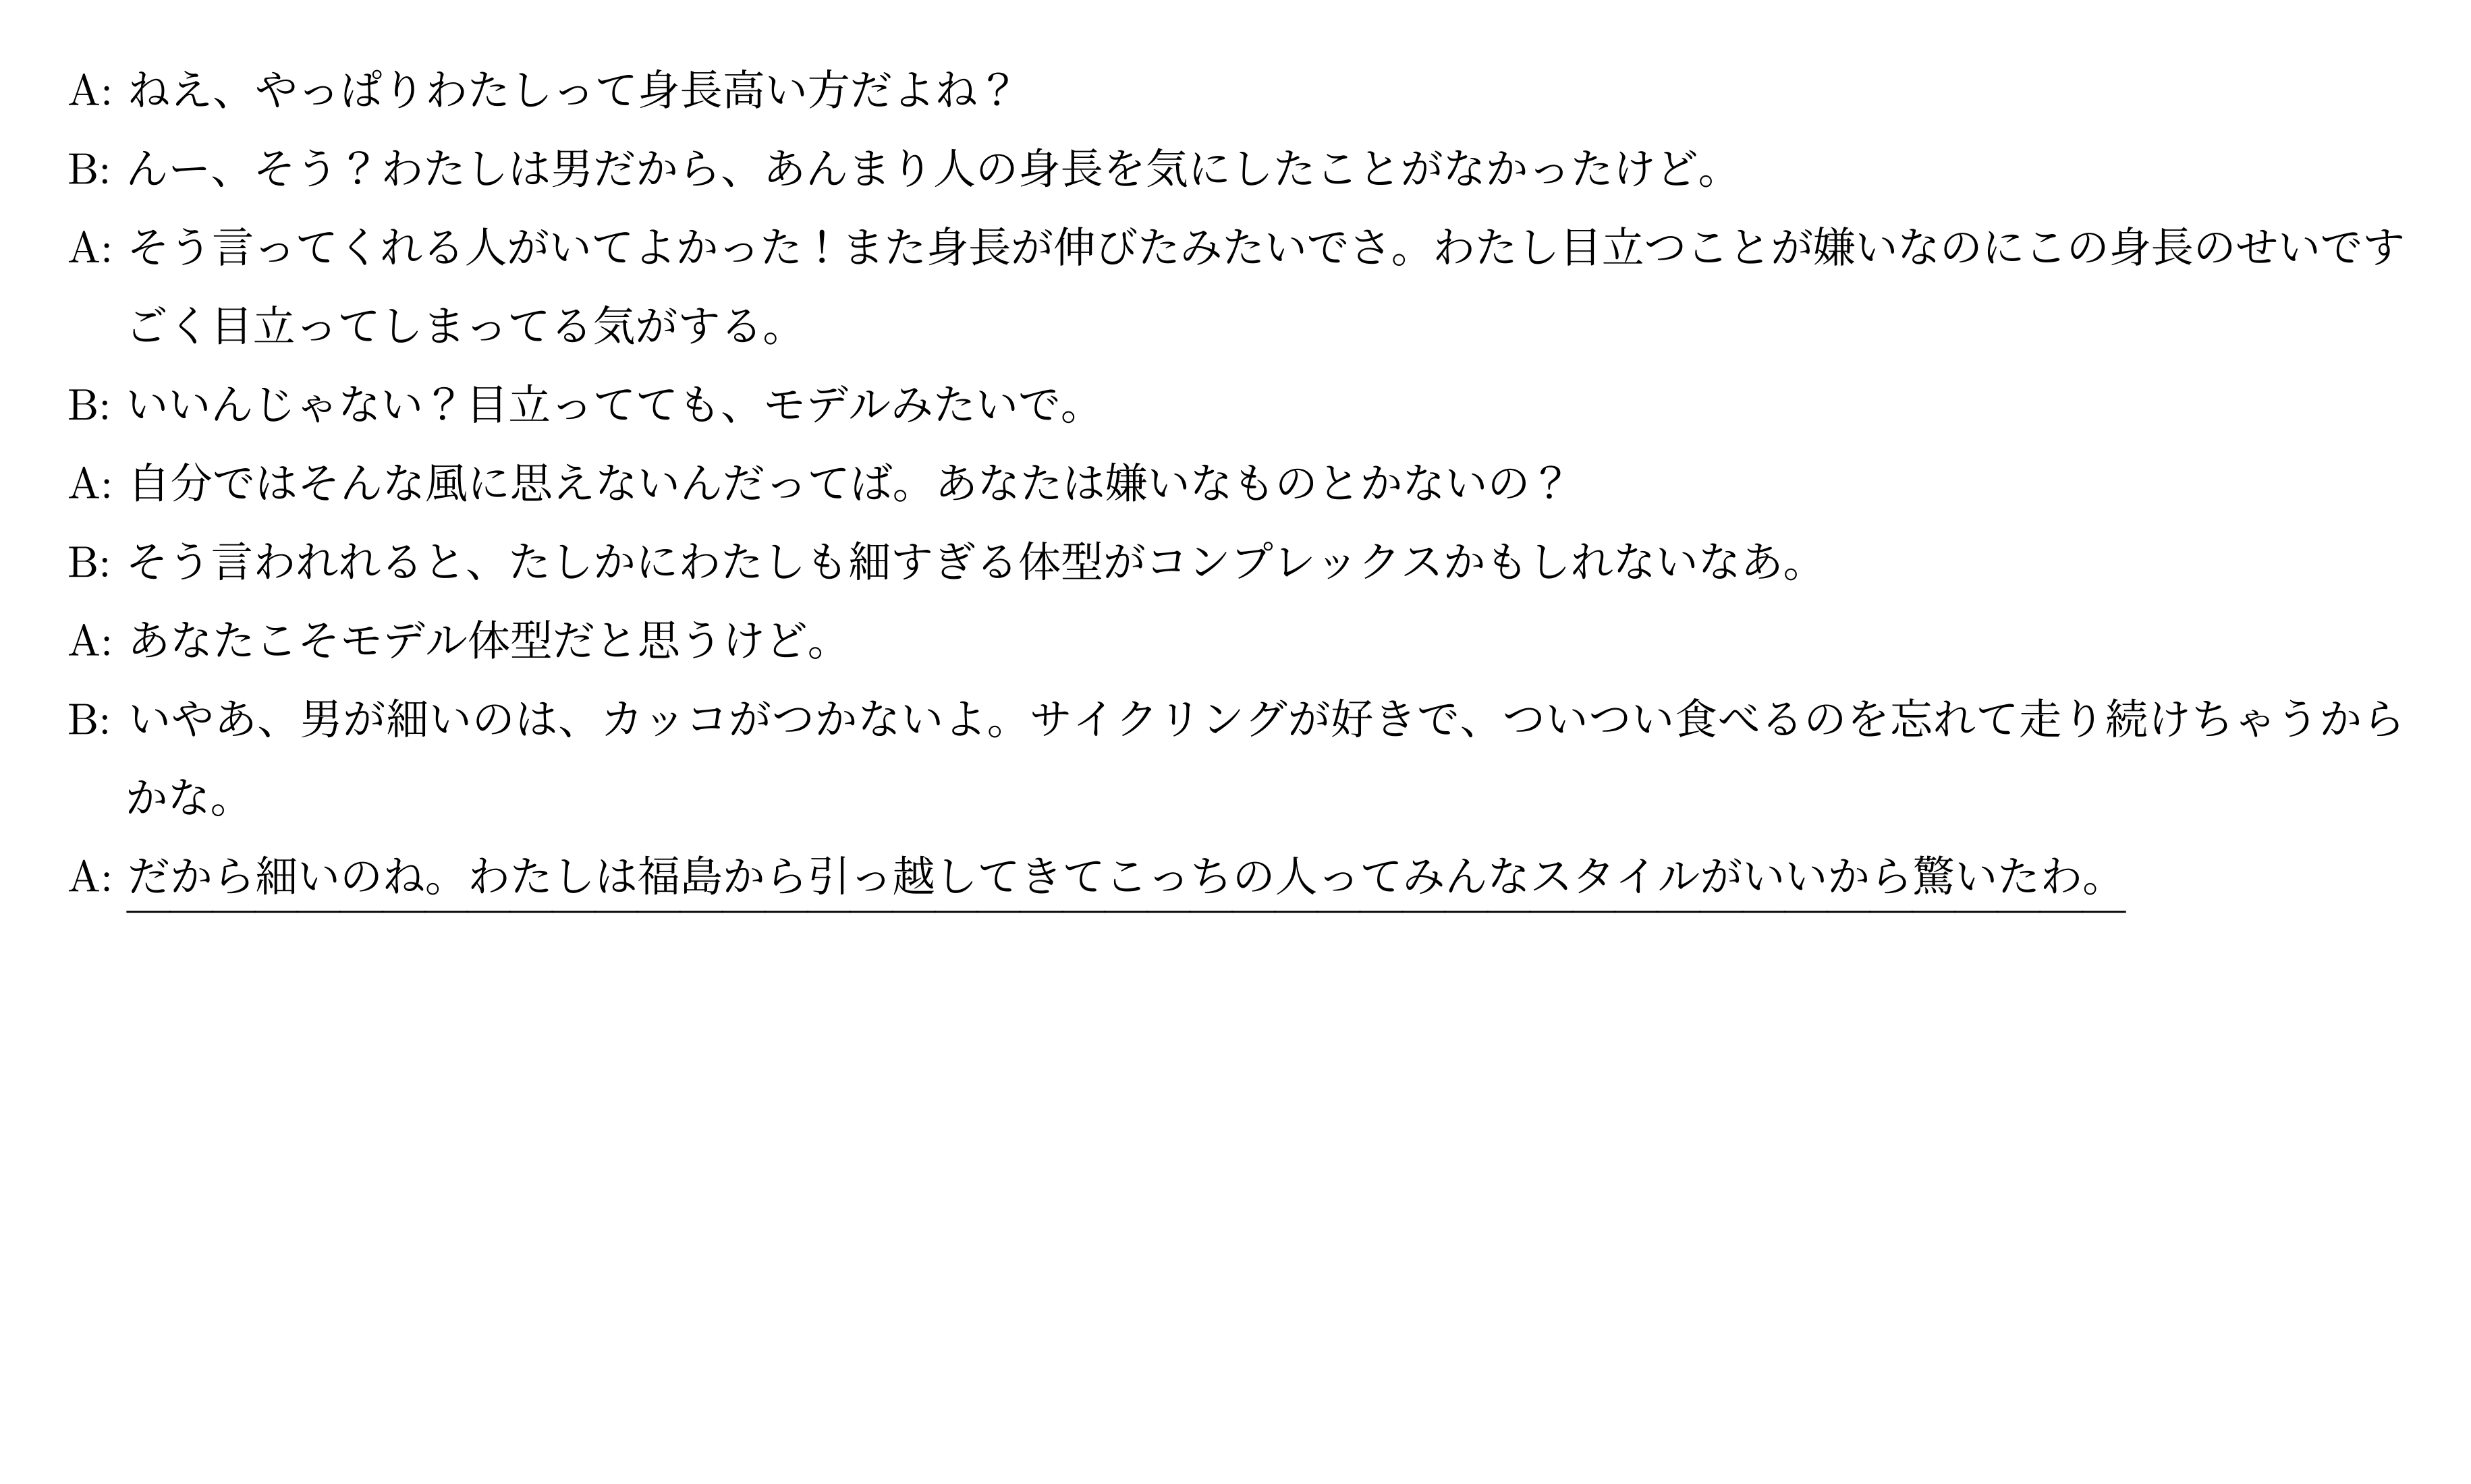 A: ねえ、やっぱりわたしって身長高い方だよね？
B: んー、そう？わたしは男だから、あんまり人の身長を気にしたことがなかったけど。
A: そう言ってくれる人がいてよかった！また身長が伸びたみたいでさ。わたし目立つことが嫌いなのにこの身長のせいです
ごく目立ってしまってる気がする。
B: いいんじゃない？目立ってても、モデルみたいで。
A: 自分ではそんな風に思えないんだってば。あなたは嫌いなものとかないの？
B: そう言われれると、たしかにわたしも細すぎる体型がコンプレックスかもしれないなあ。
A: あなたこそモデル体型だと思うけど。
B: いやあ、男が細いのは、カッコがつかないよ。サイクリングが好きで、ついつい食べるのを忘れて走り続けちゃうから
かな。
A: だから細いのね。わたしは福島から引っ越してきてこっちの人ってみんなスタイルがいいから驚いたわ。